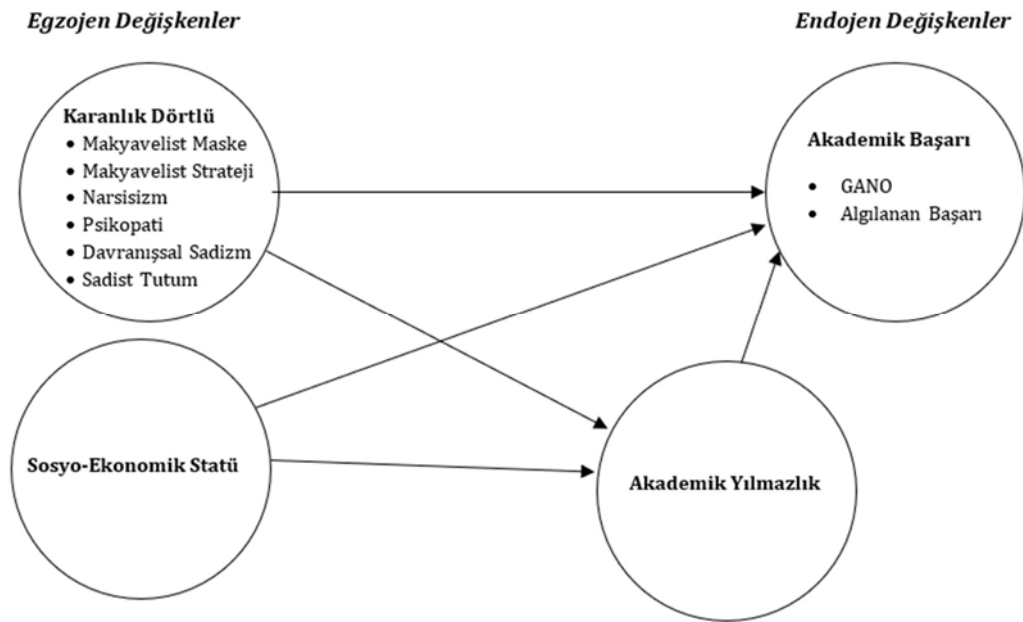 Egzojen Değişkenler
Endojen Değişkenler
Karanlık Dörtlü
• Makyavelist Maske
• Makyavelist Strateji
• Narsisizm
• Psikopati
• Davranışsal Sadizm
• Sadist Tutum
Akademik Başarı
• GANO
• Algılanan Başarı
Sosyo-Ekonomik Statü
Akademik Yılmazlık